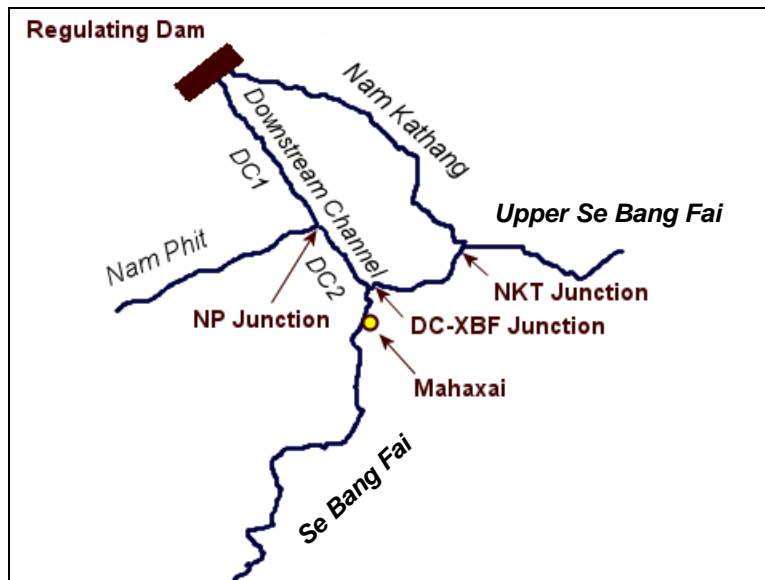 Regulating Dam
Nam Kathang
Downstream Channel
DC1
Upper Se Bang Fai
Nam Phit
DC2
NKT Junction
NP Junction
DC-XBF Junction
Mahaxai
Se Bang Fai